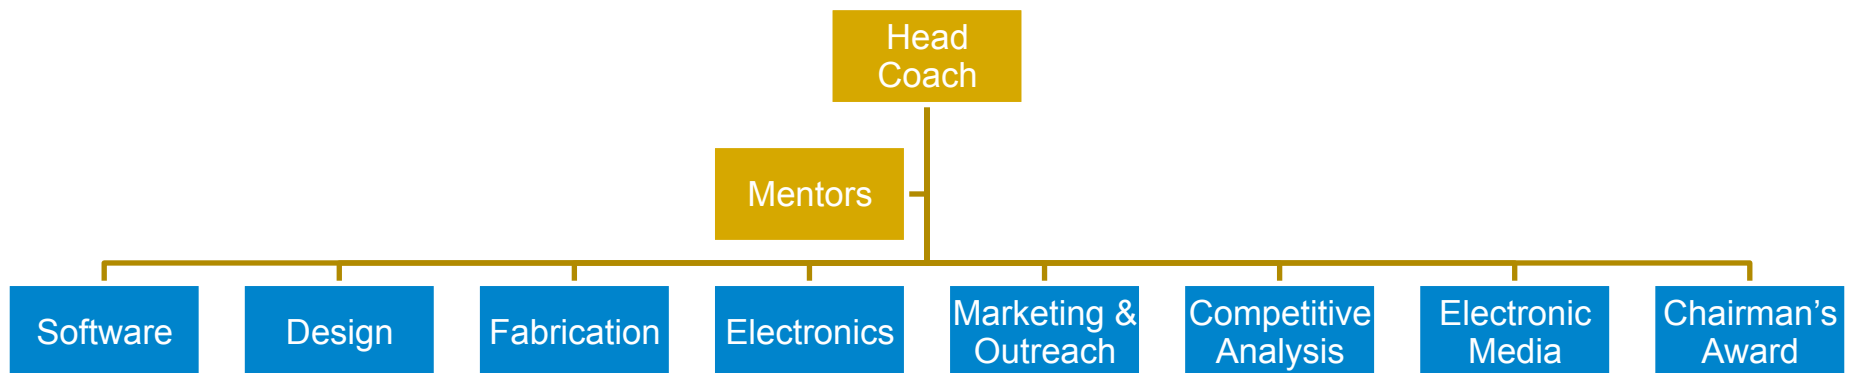 Head
Coach
Mentors
Software
Design
Fabrication
Electronics
Marketing &
Outreach
Competitive
Analysis
Electronic
Media
Chairman’s
Award